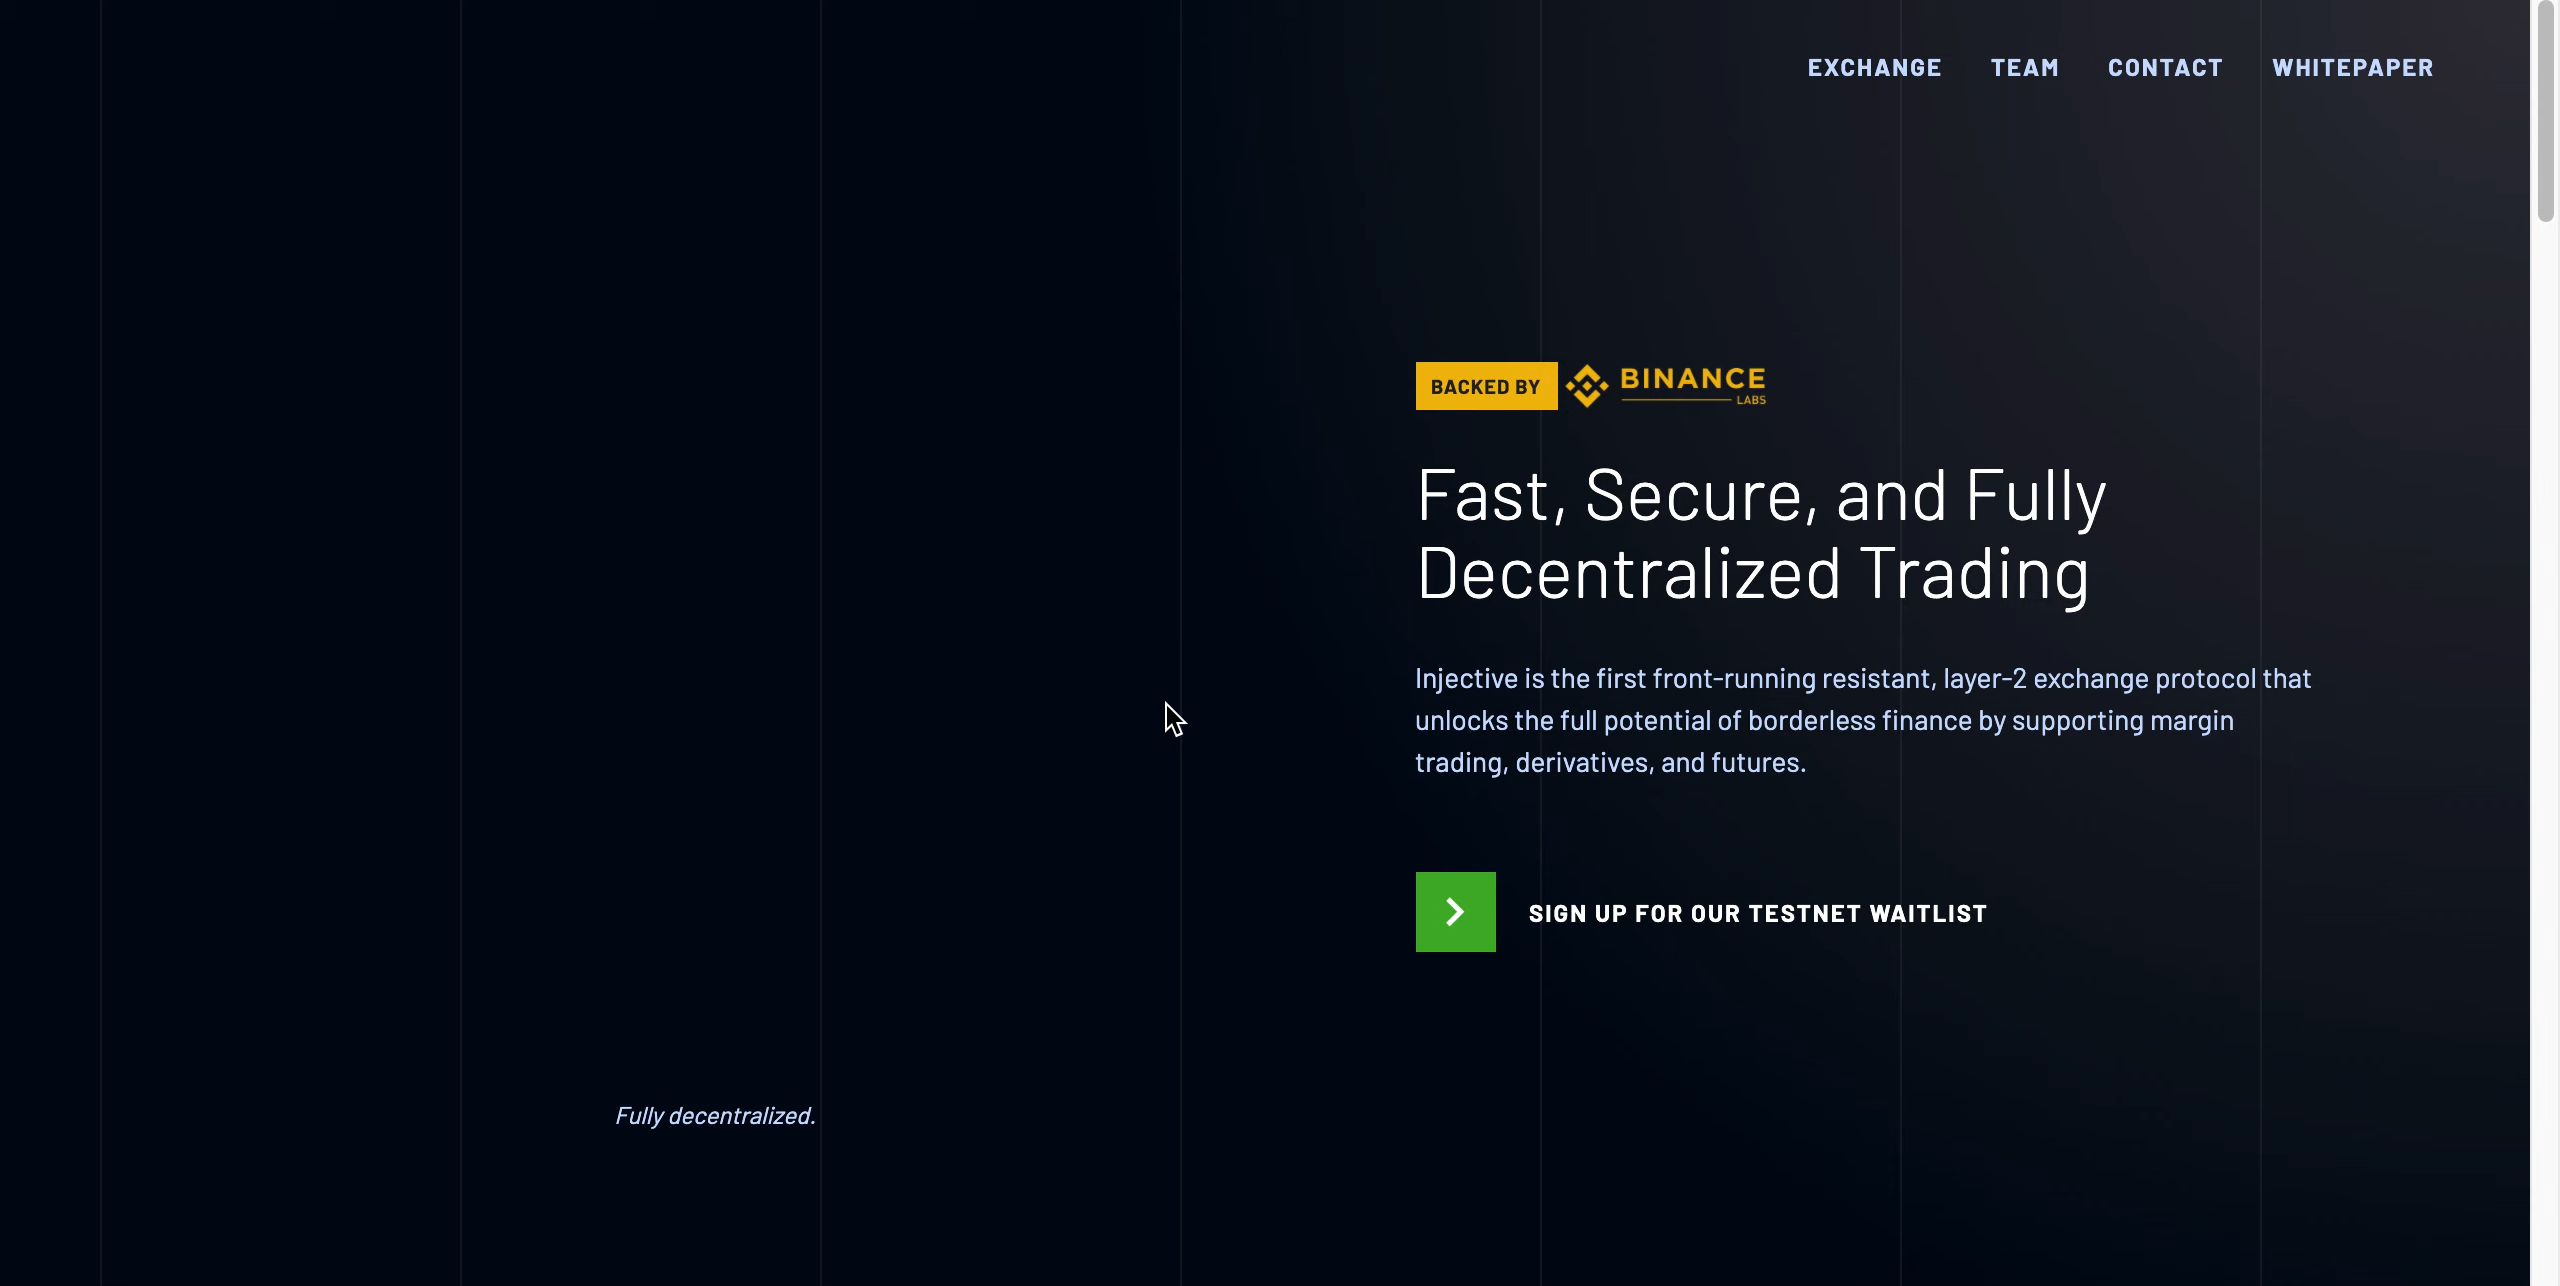 EXCHANGE TEAM CONTACT WHITEPAPER
BACKED BY BINANCE
LABS
Fast, Secure, and Fully
Decentralized Trading
Injective is the first front-running resistant, layer-2 exchange protocol that
unlocks the full potential of borderless finance by supporting margin
trading, derivatives, and futures.
SIGN UP FOR OUR TESTNET WAITLIST
Fully decentralized.